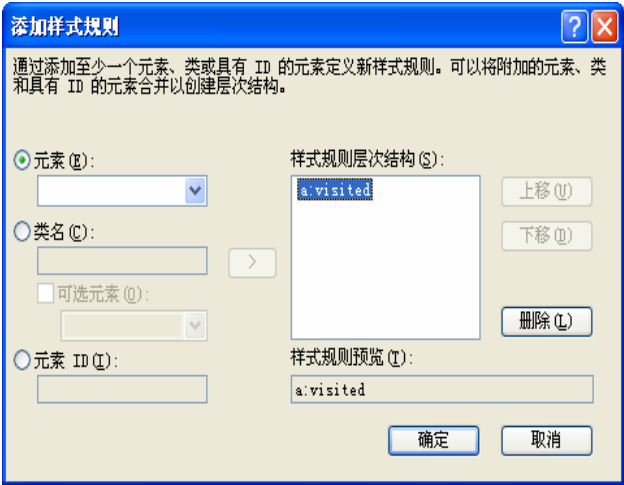 添加样式规则
通过添加至少一个元素、类或具有 ID 的元素定义新样式规则。可以将附加的元素、类
和具有 ID 的元素合并以创建层次结构。
元素(E):
类名(C):
>
可选元素(O):
元素 ID(I):
样式规则层次结构(S):
a:visited
上移(U)
下移(D)
删除(L)
样式规则预览(T):
a:visited
确定
取消